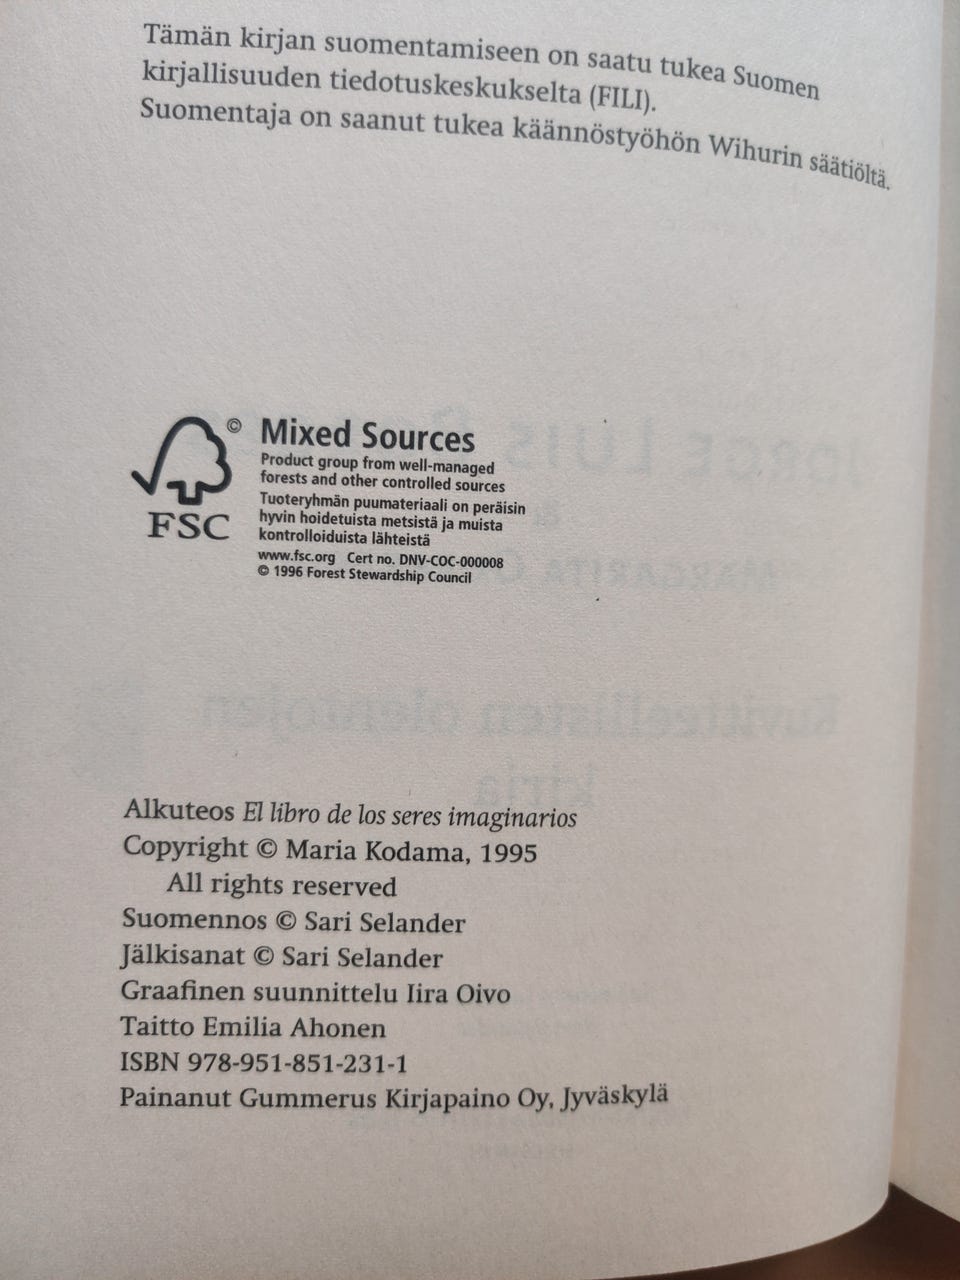 Tämän kirjan suomentamiseen on saatu tukea Suomen
kirjallisuuden tiedotuskeskukselta (FILI).
Suomentaja on saanut tukea käännöstyöhön Wihurin säätiöltä.
©
FSC
Mixed Sources
Product group from well-managed
forests and other controlled sources
Tuoteryhmän puumateriaali on peräisin
hyvin hoidetuista metsistä ja muista
kontrolloiduista lähteistä
www.fsc.org Cert no. DNV-COC-000008
© 1996 Forest Stewardship Council
Alkuteos El libro de los seres imaginarios
Copyright © Maria Kodama, 1995
All rights reserved
Suomennos © Sari Selander
Jälkisanat © Sari Selander
Graafinen suunnittelu Iira Oivo
Taitto Emilia Ahonen
ISBN 978-951-851-231-1
Painanut Gummerus Kirjapaino Oy, Jyväskylä